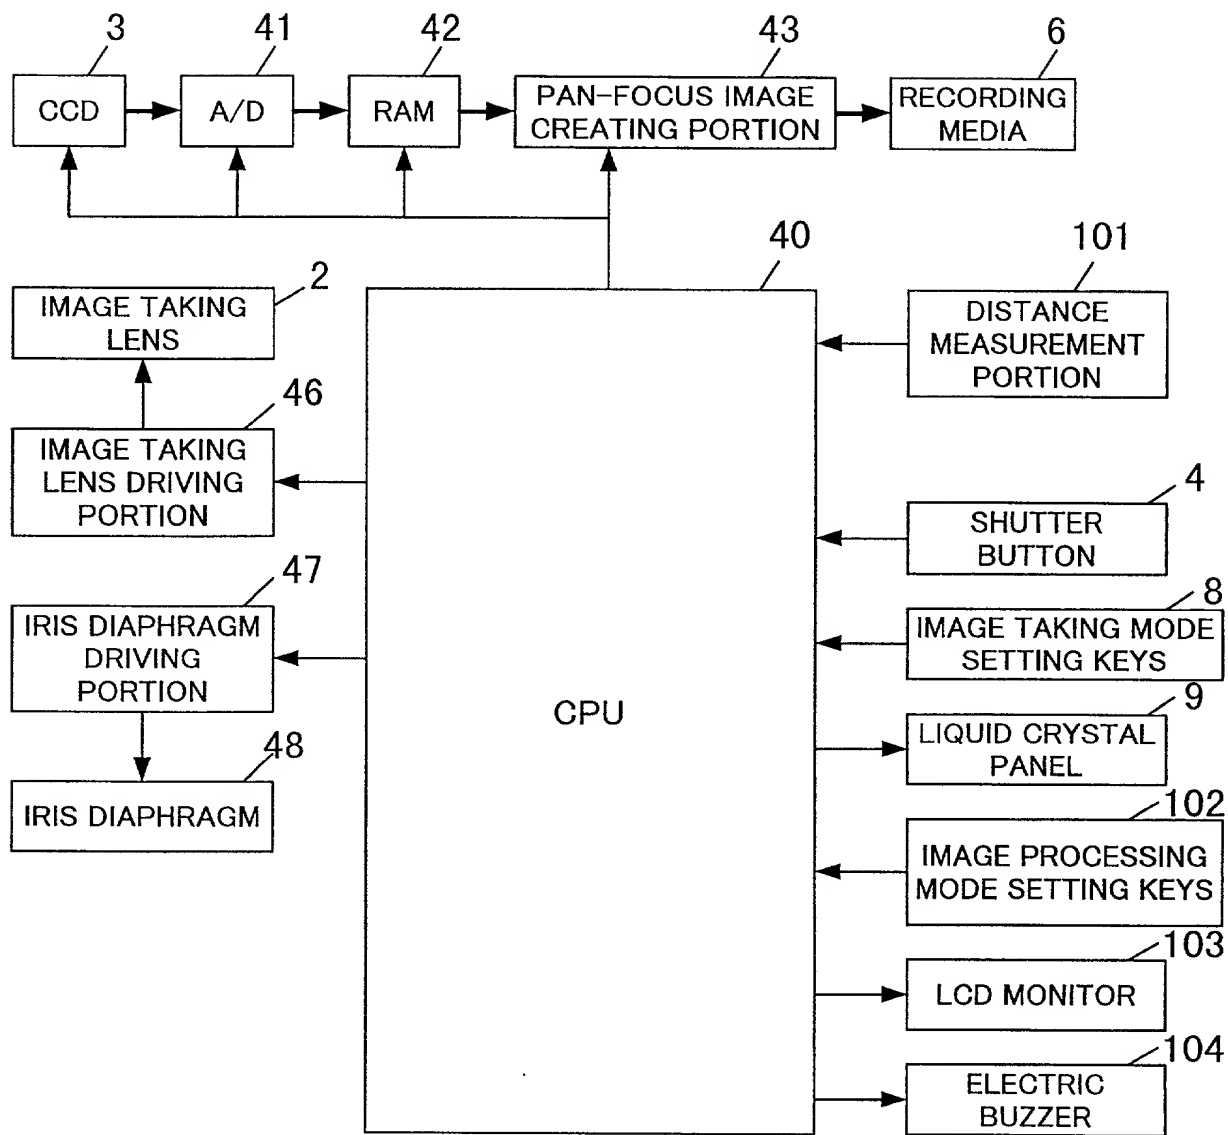 3
41
42
43
6
CCD
A/D
RAM
PAN-FOCUS IMAGE
CREATING PORTION
RECORDING
MEDIA
40
101
2
IMAGE TAKING
LENS
DISTANCE
MEASUREMENT
PORTION
46
IMAGE TAKING
LENS DRIVING
PORTION
4
SHUTTER
BUTTON
47
IRIS DIAPHRAGM
DRIVING
PORTION
8
IMAGE TAKING MODE
SETTING KEYS
CPU
9
LIQUID CRYSTAL
PANEL
48
IRIS DIAPHRAGM
102
IMAGE PROCESSING
MODE SETTING KEYS
103
LCD MONITOR
104
ELECTRIC
BUZZER